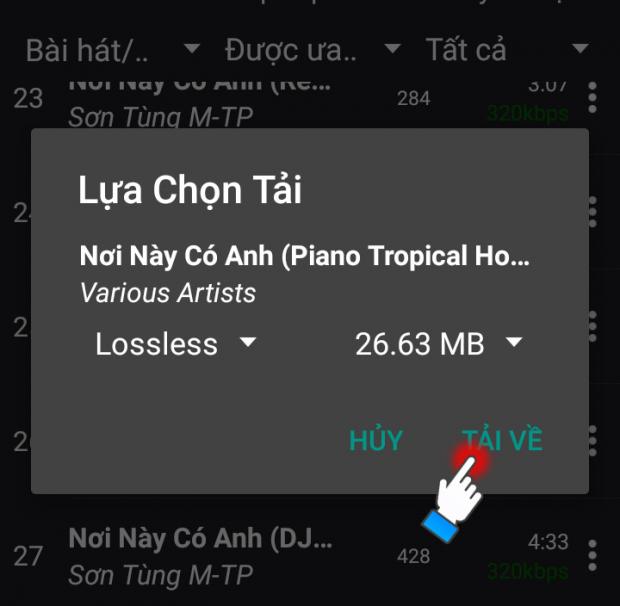 Bài hát/.. Được ưa.. Tất cả
23 Nơi Này Có Anh (Re... 284 3:07
Sơn Tùng M-TP 320kbps
Lựa Chọn Tải
Nơi Này Có Anh (Piano Tropical Ho...
Various Artists
Lossless 26.63 MB
HỦY TẢI VỀ
27 Nơi Này Có Anh (DJ... 428 4:33
Sơn Tùng M-TP 320kbps